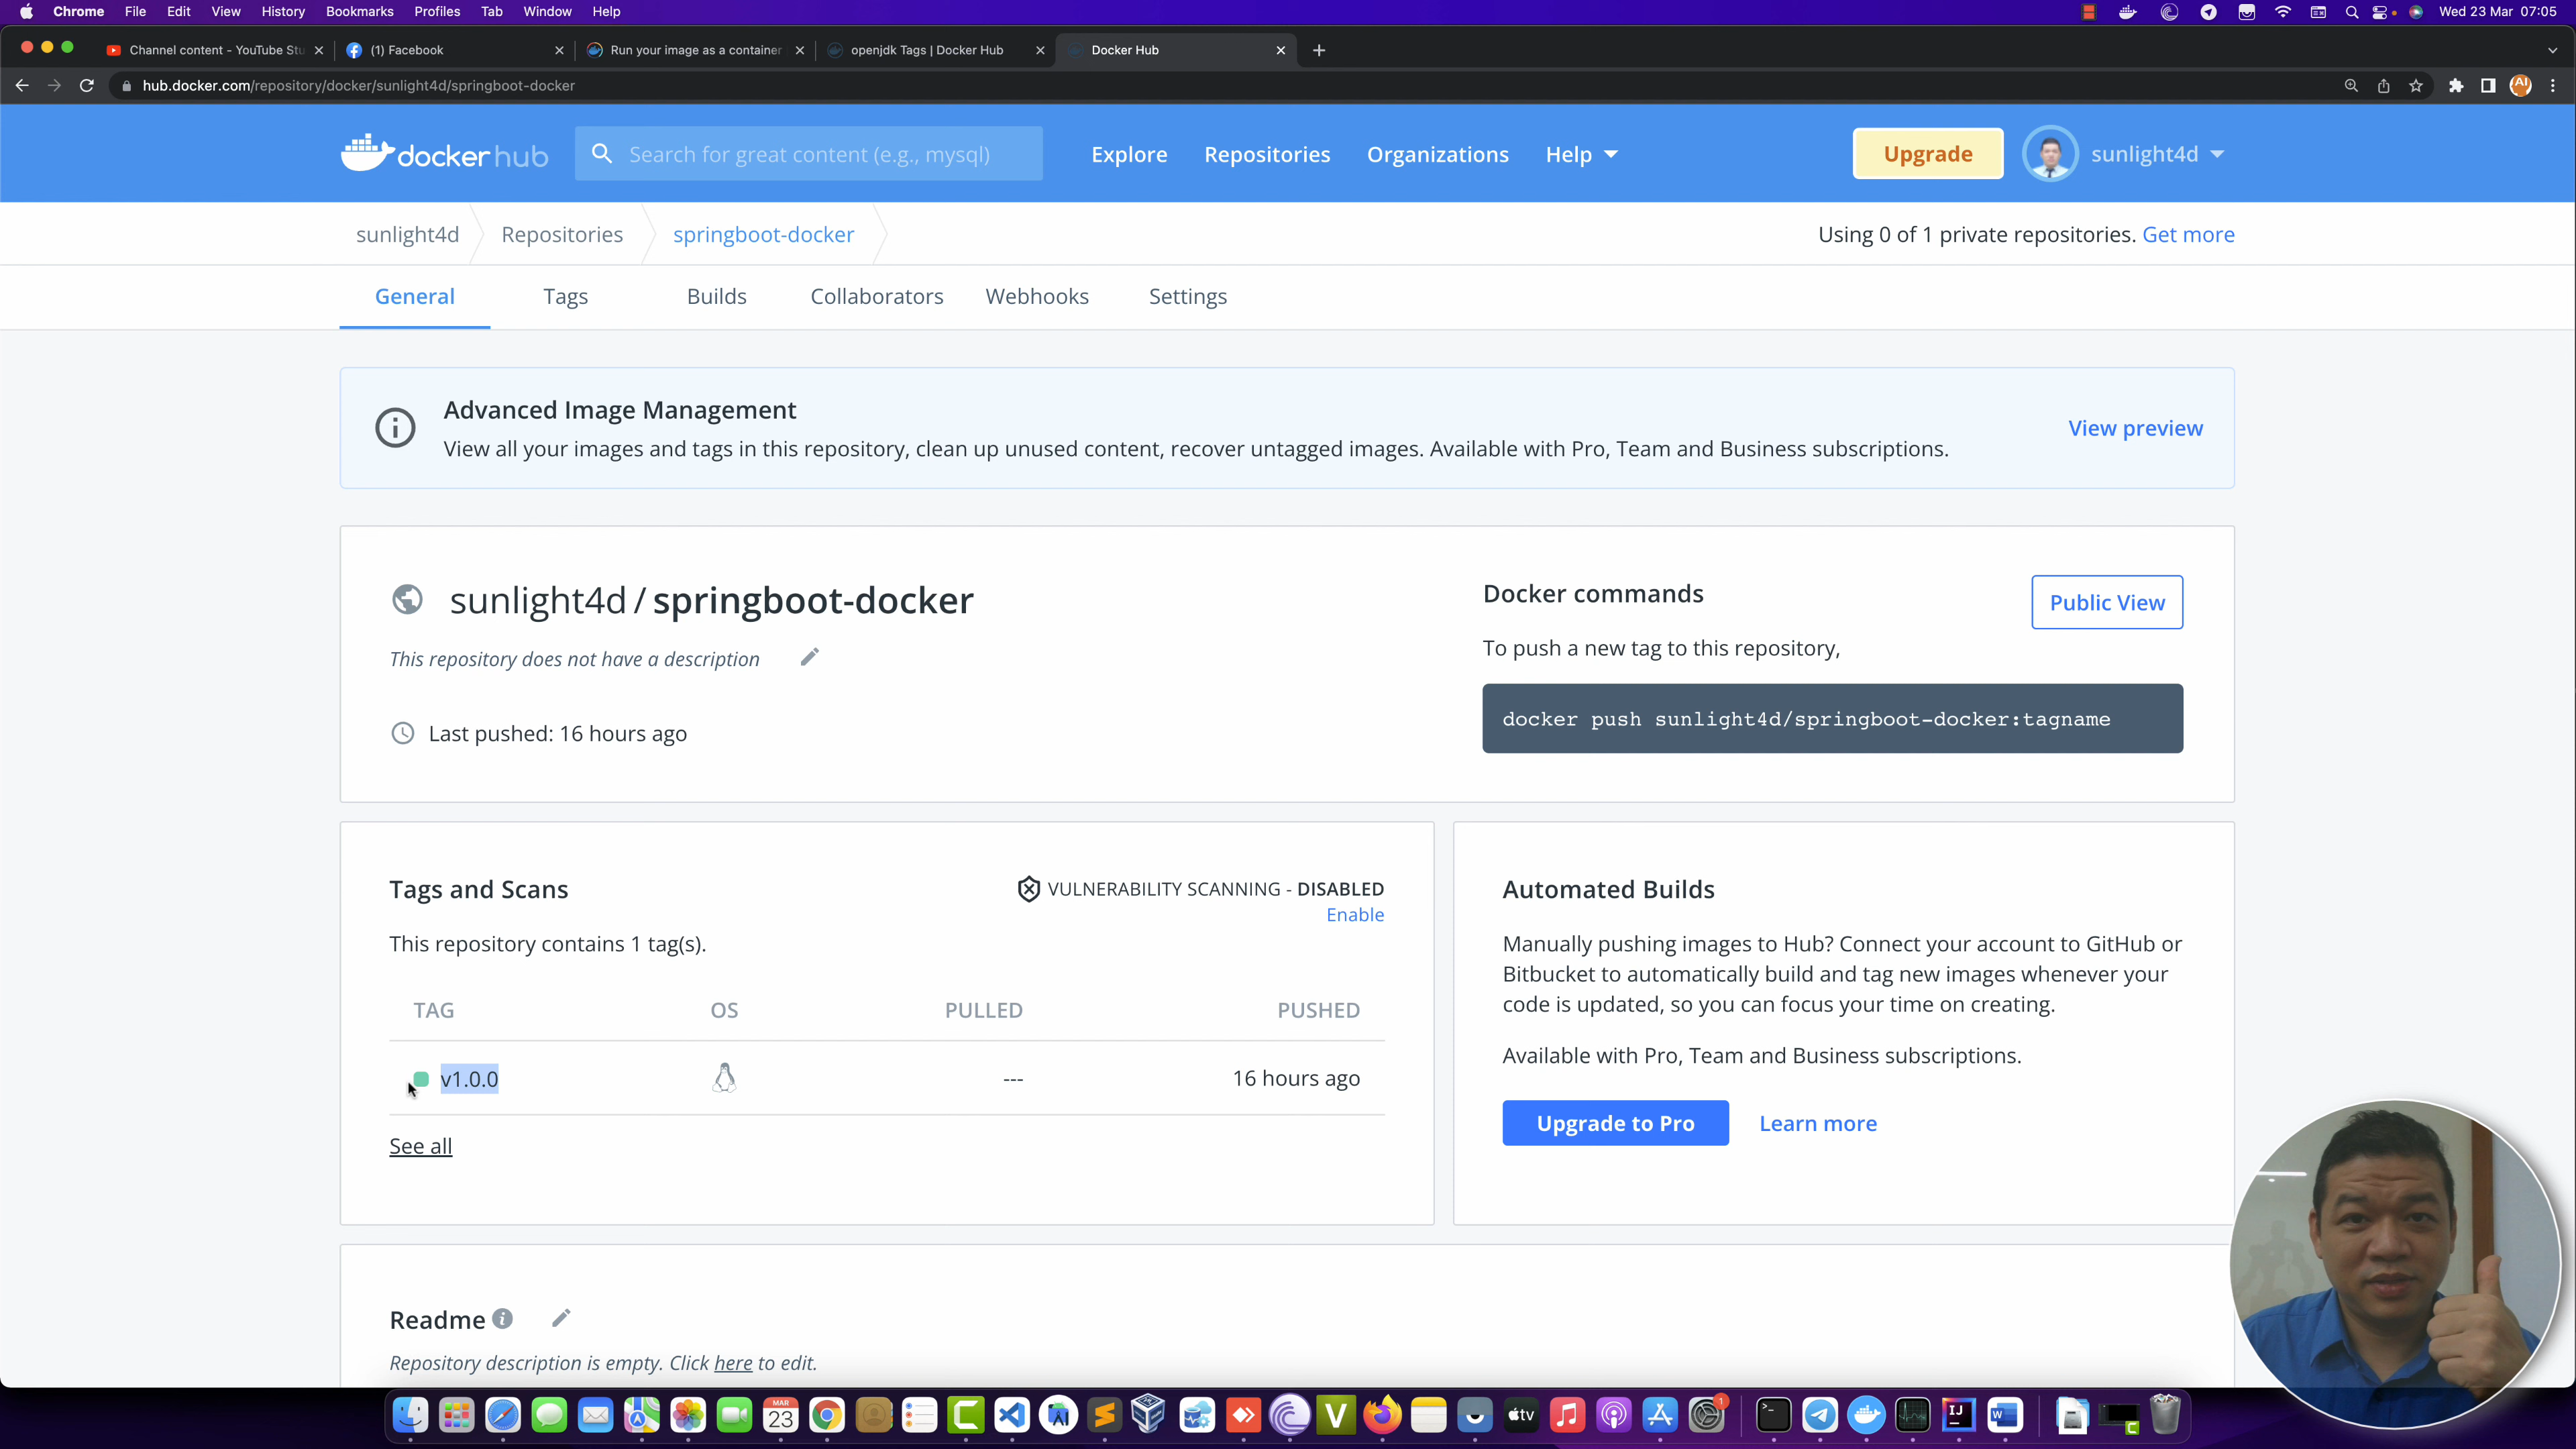 Chrome File Edit View History Bookmarks Profiles Tab Window Help Wed 23 Mar 07:05
Channel content - YouTube Stu (1) Facebook Run your image as a container openjdk Tags | Docker Hub Docker Hub
hub.docker.com/repository/docker/sunlight4d/springboot-docker
docker hub Search for great content (e.g., mysql) Explore Repositories Organizations Help Upgrade sunlight4d
sunlight4d Repositories springboot-docker Using 0 of 1 private repositories. Get more
General Tags Builds Collaborators Webhooks Settings
Advanced Image Management
View all your images and tags in this repository, clean up unused content, recover untagged images. Available with Pro, Team and Business subscriptions.
View preview
sunlight4d / springboot-docker
This repository does not have a description
Last pushed: 16 hours ago
Docker commands
Public View
To push a new tag to this repository,
docker push sunlight4d/springboot-docker:tagname
Tags and Scans
VULNERABILITY SCANNING - DISABLED
Enable
This repository contains 1 tag(s).
TAG OS PULLED PUSHED
v1.0.0 --- 16 hours ago
See all
Automated Builds
Manually pushing images to Hub? Connect your account to GitHub or
Bitbucket to automatically build and tag new images whenever your
code is updated, so you can focus your time on creating.
Available with Pro, Team and Business subscriptions.
Upgrade to Pro Learn more
Readme
Repository description is empty. Click here to edit.
MAR
23
tv
1
IJ
W